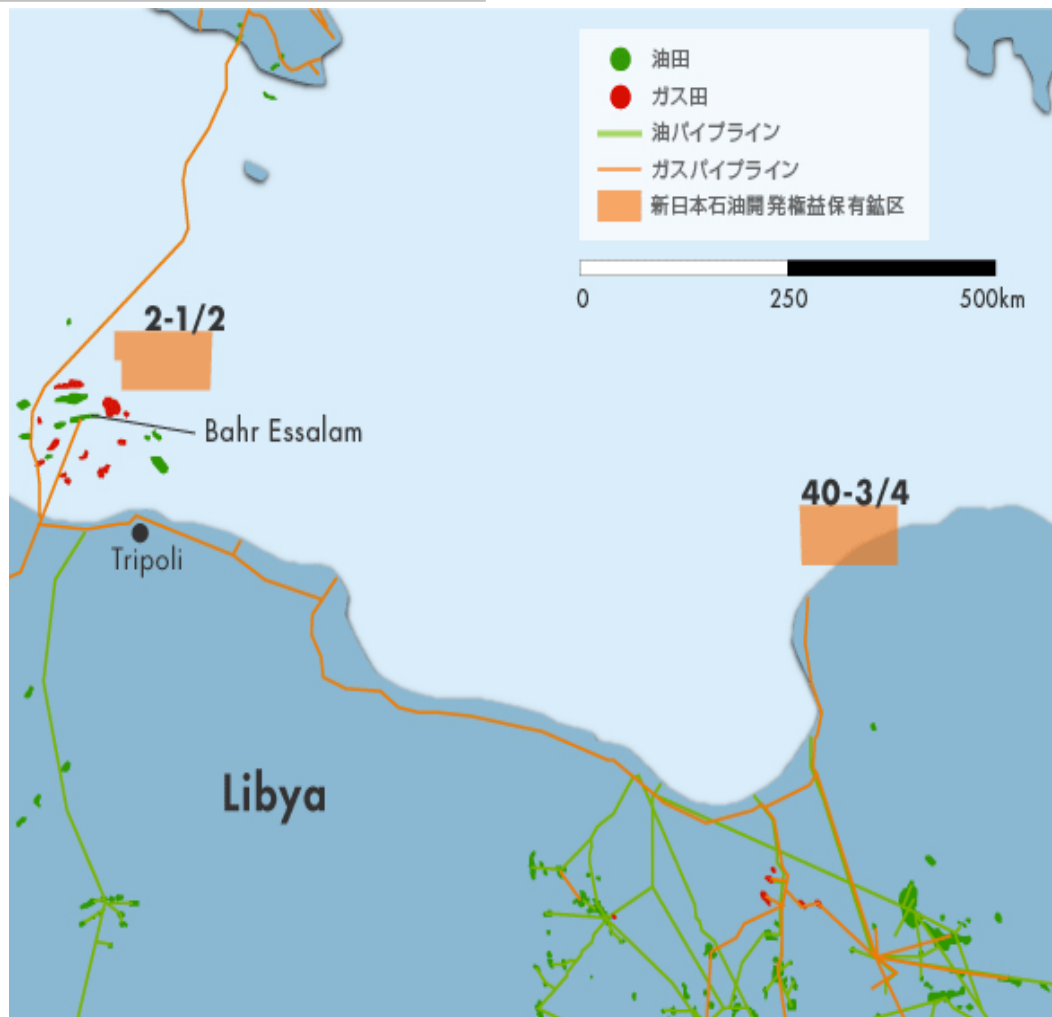 油田
ガス田
油パイプライン
ガスパイプライン
新日本石油開発権益保有鉱区
0 250 500km
2-1/2
Bahr Essalam
40-3/4
Tripoli
Libya